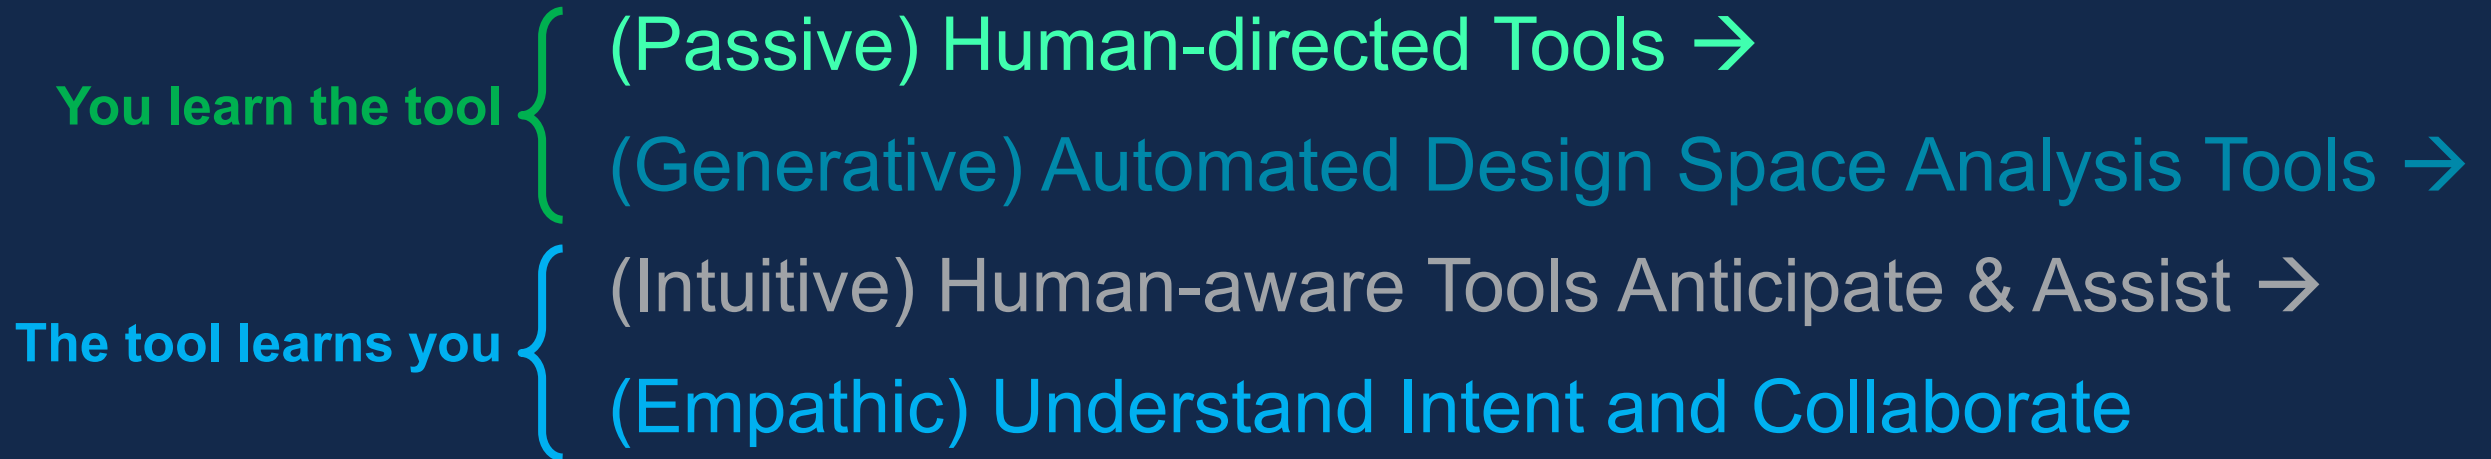 (Passive) Human-directed Tools →
You learn the tool
(Generative) Automated Design Space Analysis Tools →
(Intuitive) Human-aware Tools Anticipate & Assist →
The tool learns you
(Empathic) Understand Intent and Collaborate